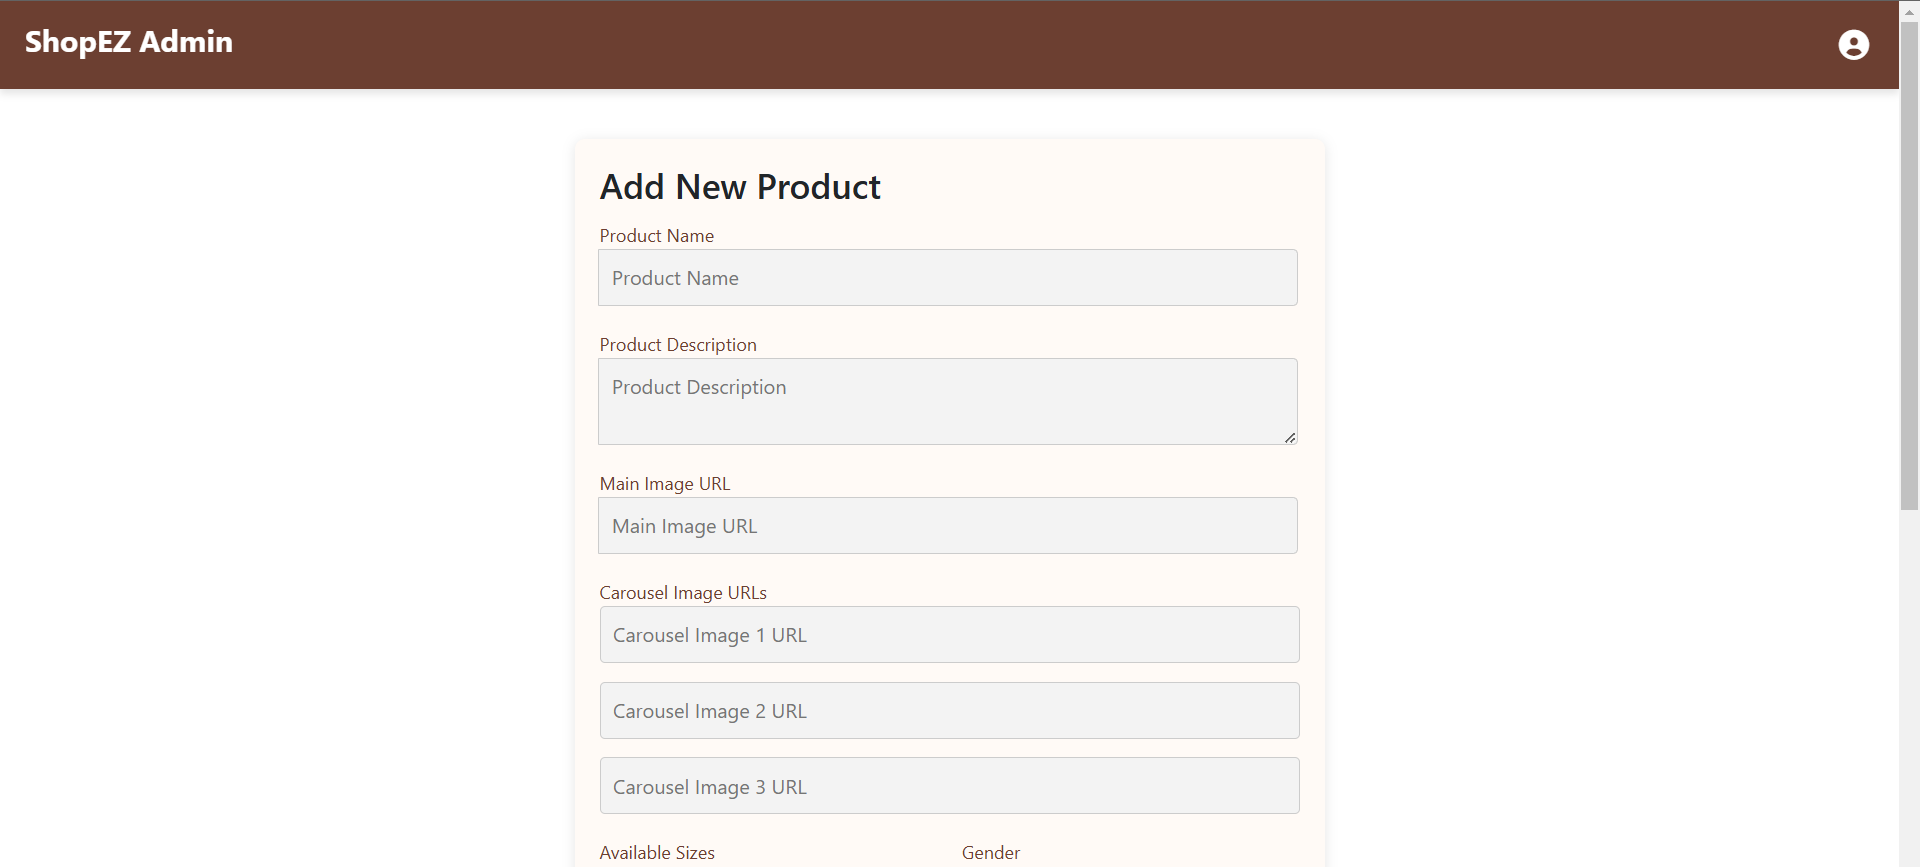 ShopEZ Admin
Add New Product
Product Name
Product Name
Product Description
Product Description
Main Image URL
Main Image URL
Carousel Image URLs
Carousel Image 1 URL
Carousel Image 2 URL
Carousel Image 3 URL
Available Sizes Gender